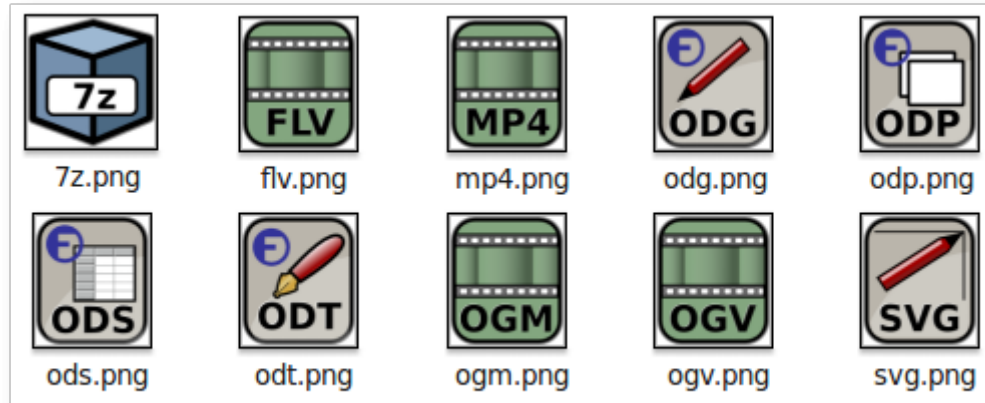 7z
FLV
MP4
ODG
ODP
7z.png
flv.png
mp4.png
odg.png
odp.png
ODS
ODT
OGM
OGV
SVG
ods.png
odt.png
ogm.png
ogv.png
svg.png